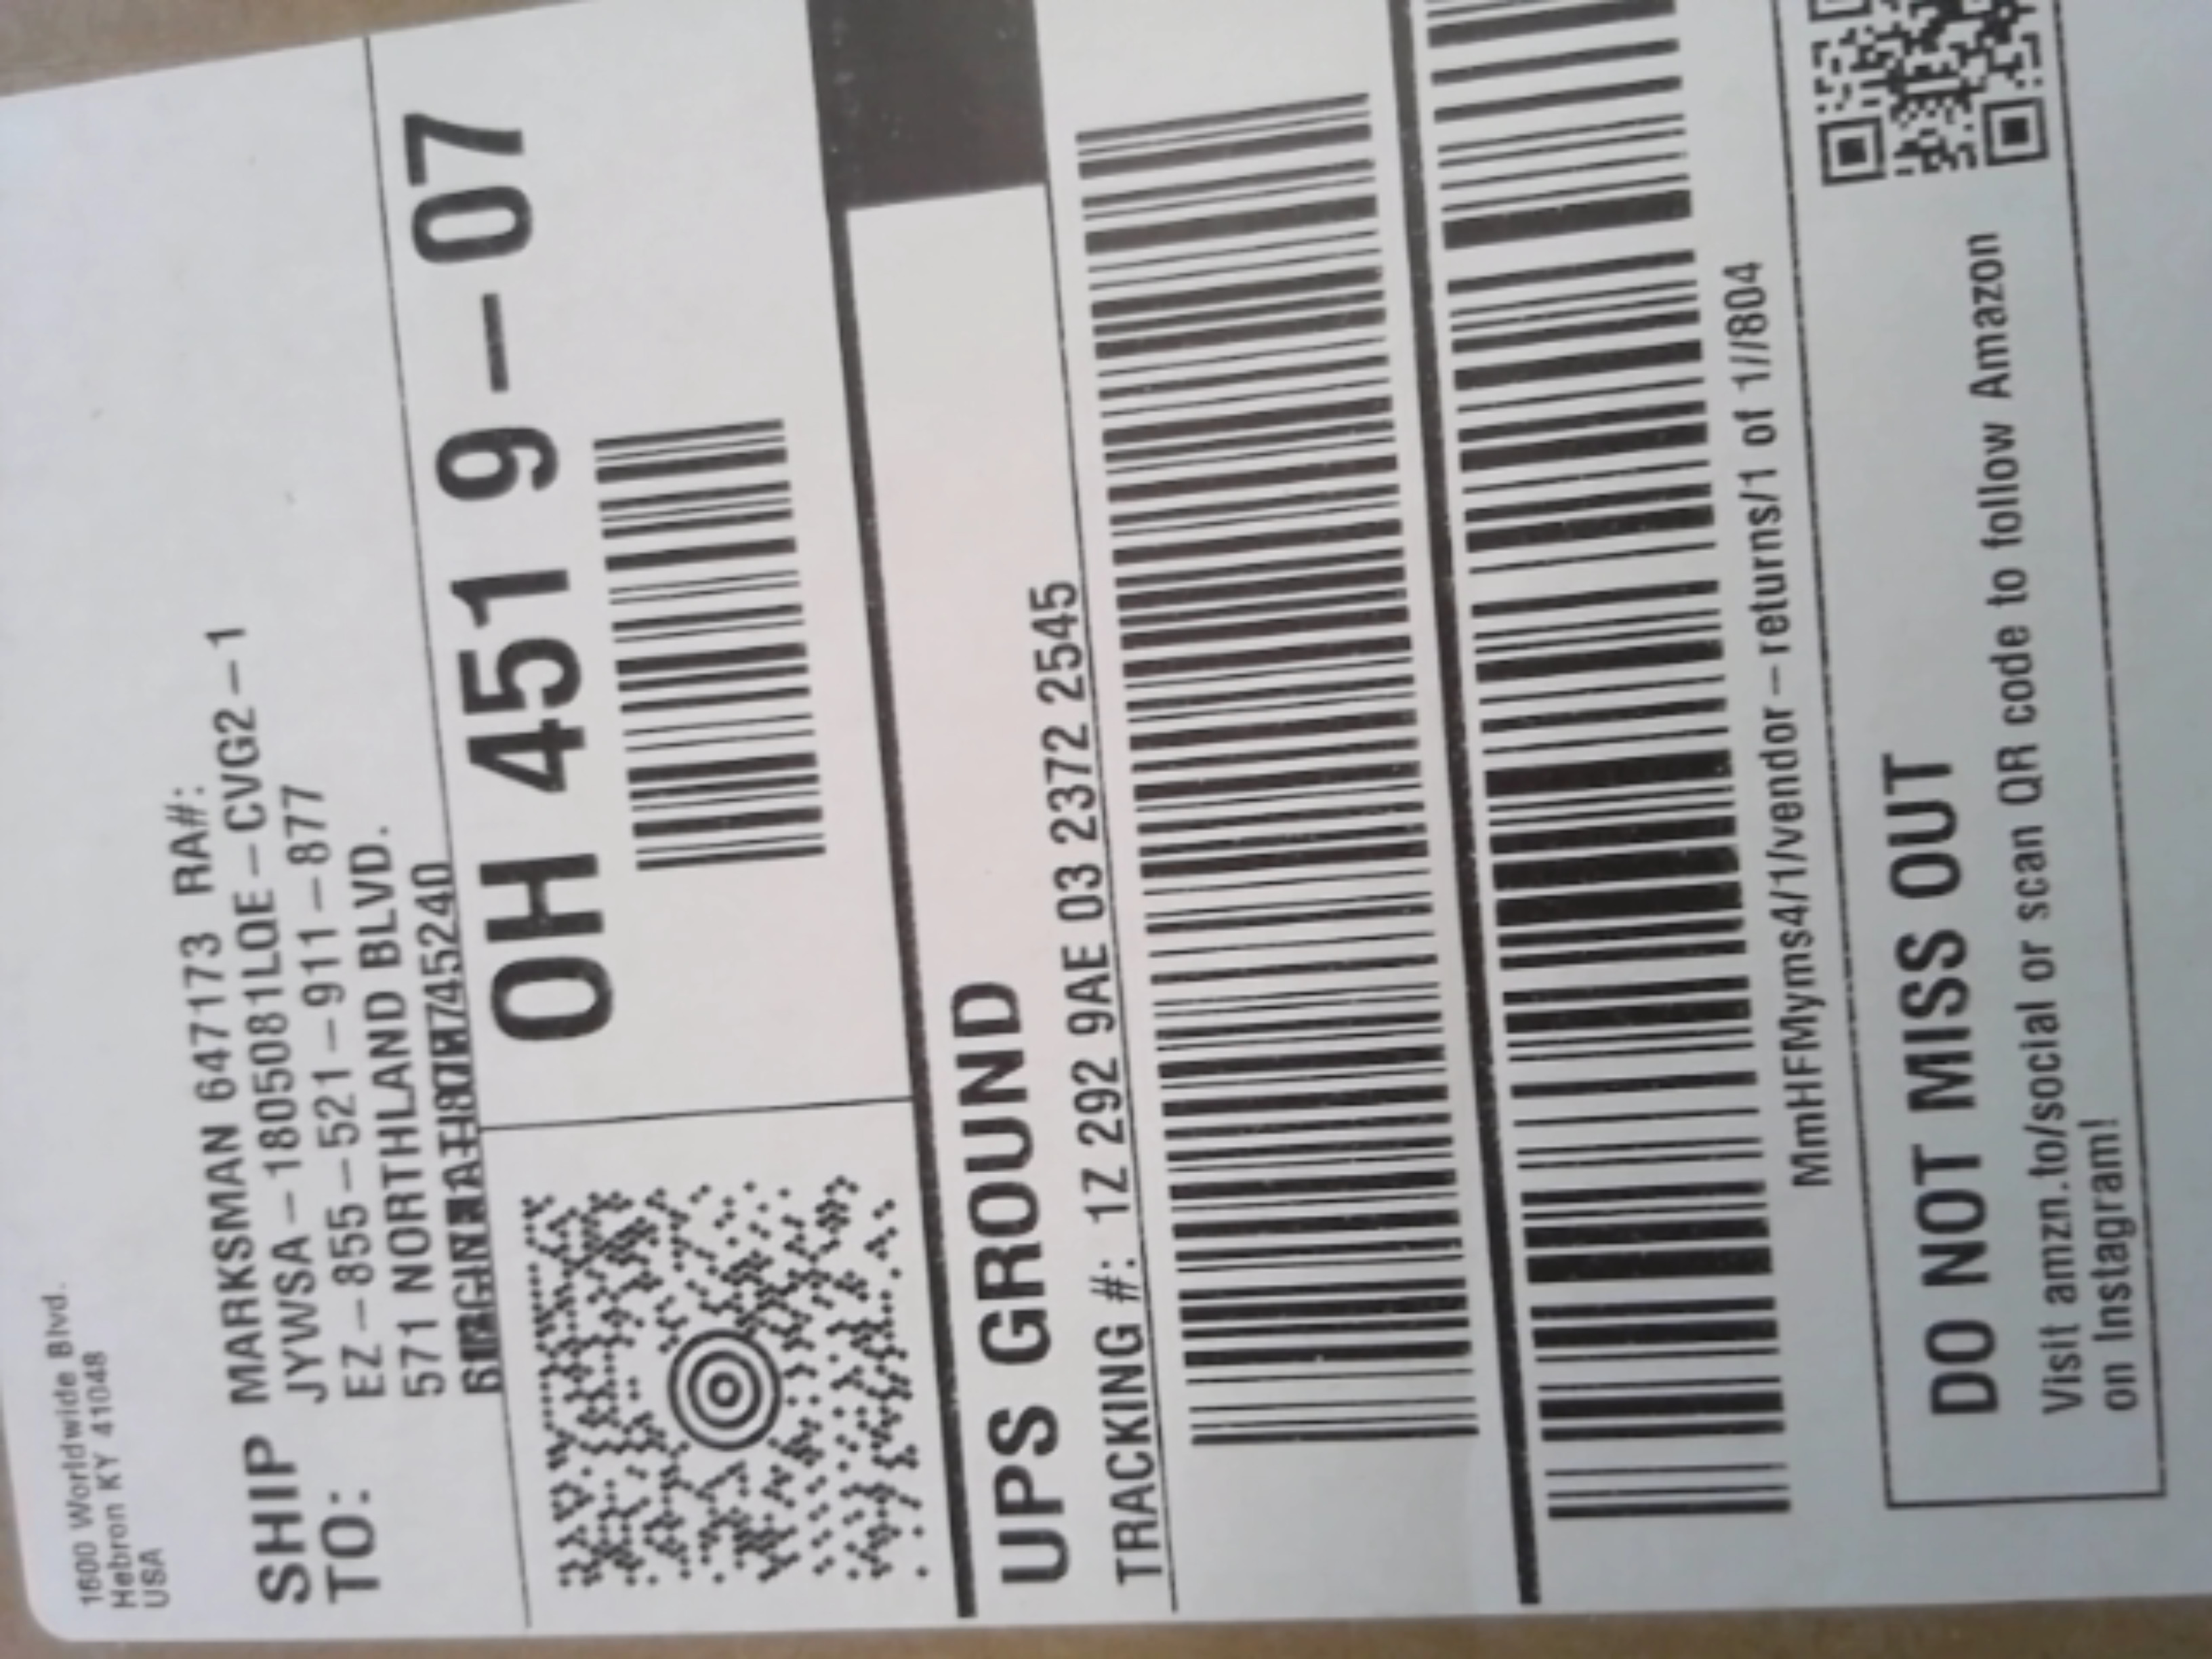 1600 Worldwide Blvd.
Hebron KY 41048
USA
SHIP TO:
MARKSMAN 647173 RA#:
JYWSA-1805081LOE-CVG2-1
EZ-855-521-911-877
571 NORTHLAND BLVD.
OH 451 9-07
UPS GROUND
TRACKING #: 1Z 292 9AE 03 2372 2545
MmHFMyms4/1/vendor-returns/1 of 1//804
DO NOT MISS OUT
Visit amzn.to/social or scan QR code to follow Amazon
on Instagram!